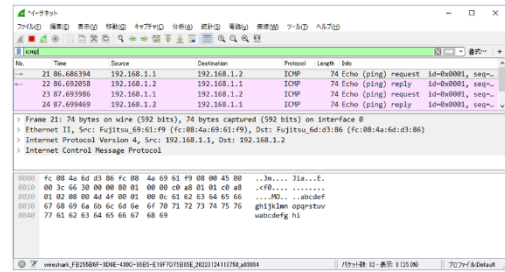 *イーサネット
ファイル(F) 編集(E) 表示(V) 移動(G) キャプチャ(C) 分析(A) 統計(S) 電話(y) 無線(W) ツール(T) ヘルプ(H)
icmp 書式… +
No. Time Source Destination Protocol Length Info
21 86.686394 192.168.1.1 192.168.1.2 ICMP 74 Echo (ping) request id=0x0001, seq=…
22 86.692058 192.168.1.2 192.168.1.1 ICMP 74 Echo (ping) reply id=0x0001, seq=…
23 87.693986 192.168.1.1 192.168.1.2 ICMP 74 Echo (ping) request id=0x0001, seq=…
24 87.699469 192.168.1.2 192.168.1.1 ICMP 74 Echo (ping) reply id=0x0001, seq=…
> Frame 21: 74 bytes on wire (592 bits), 74 bytes captured (592 bits) on interface 0
> Ethernet II, Src: Fujitsu_69:61:f9 (fc:08:4a:69:61:f9), Dst: Fujitsu_6d:d3:86 (fc:08:4a:6d:d3:86)
> Internet Protocol Version 4, Src: 192.168.1.1, Dst: 192.168.1.2
> Internet Control Message Protocol
0000 fc 08 4a 6d d3 86 fc 08 4a 69 61 f9 08 00 45 00 ..Jm.... Jia...E.
0010 00 3c 66 30 00 00 80 01 00 00 c0 a8 01 01 c0 a8 .<f0.... ........
0020 01 02 08 00 4d 4f 00 01 00 0c 61 62 63 64 65 66 ....MO.. ..abcdef
0030 67 68 69 6a 6b 6c 6d 6e 6f 70 71 72 73 74 75 76 ghijklmn opqrstuv
0040 77 61 62 63 64 65 66 67 68 69 wabcdefg hi
パケット数: 32・表示: 8 (25.0%) プロファイル:Default